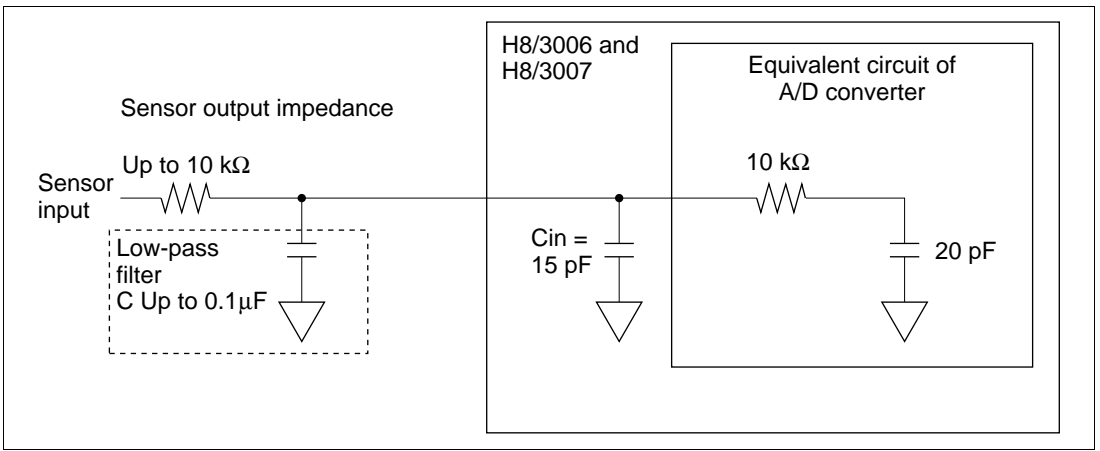 H8/3006 and
H8/3007
Equivalent circuit of
A/D converter
Sensor output impedance
Up to 10 kΩ
10 kΩ
Sensor
input
Low-pass
filter
C Up to 0.1μF
Cin =
15 pF
20 pF